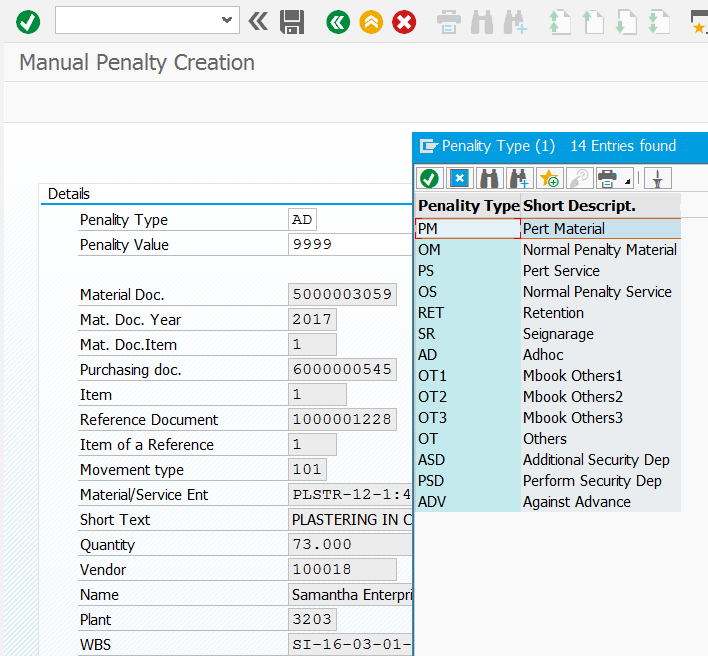 Manual Penalty Creation
Details
Penality Type AD
Penality Value 9999
Material Doc. 5000003059
Mat. Doc. Year 2017
Mat. Doc.Item 1
Purchasing doc. 6000000545
Item 1
Reference Document 1000001228
Item of a Reference 1
Movement type 101
Material/Service Ent PLSTR-12-1:4
Short Text PLASTERING IN C
Quantity 73.000
Vendor 100018
Name Samantha Enterpri
Plant 3203
WBS SI-16-03-01-
Penality Type (1) 14 Entries found
Penality Type Short Descript.
PM Pert Material
OM Normal Penalty Material
PS Pert Service
OS Normal Penalty Service
RET Retention
SR Seignarage
AD Adhoc
OT1 Mbook Others1
OT2 Mbook Others2
OT3 Mbook Others3
OT Others
ASD Additional Security Dep
PSD Perform Security Dep
ADV Against Advance